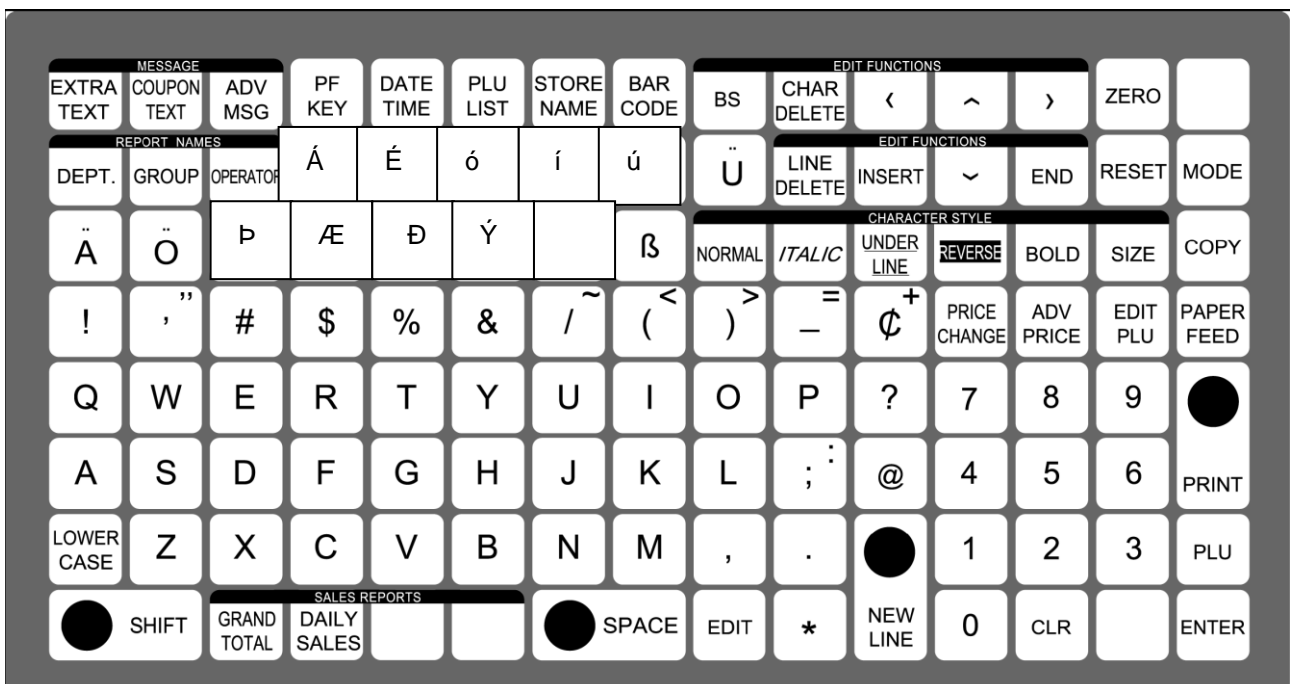 MESSAGE
EDIT FUNCTIONS
EXTRA TEXT
COUPON TEXT
ADV MSG
PF KEY
DATE TIME
PLU LIST
STORE NAME
BAR CODE
BS
CHAR DELETE
‹
︿
›
ZERO
REPORT NAMES
EDIT FUNCTIONS
DEPT.
GROUP
OPERATOR
Á
É
ó
í
ú
Ü
LINE DELETE
INSERT
﹀
END
RESET
MODE
CHARACTER STYLE
Ä
Ö
Þ
Æ
Ð
Ý
ß
NORMAL
ITALIC
UNDER LINE
REVERSE
BOLD
SIZE
COPY
!
, ,,
#
$
%
&
/ ~
( <
) >
_ =
¢ +
PRICE CHANGE
ADV PRICE
EDIT PLU
PAPER FEED
Q
W
E
R
T
Y
U
I
O
P
?
7
8
9
A
S
D
F
G
H
J
K
L
; :
@
4
5
6
PRINT
LOWER CASE
Z
X
C
V
B
N
M
,
.
1
2
3
PLU
SALES REPORTS
SHIFT
GRAND TOTAL
DAILY SALES
SPACE
EDIT
*
NEW LINE
0
CLR
ENTER